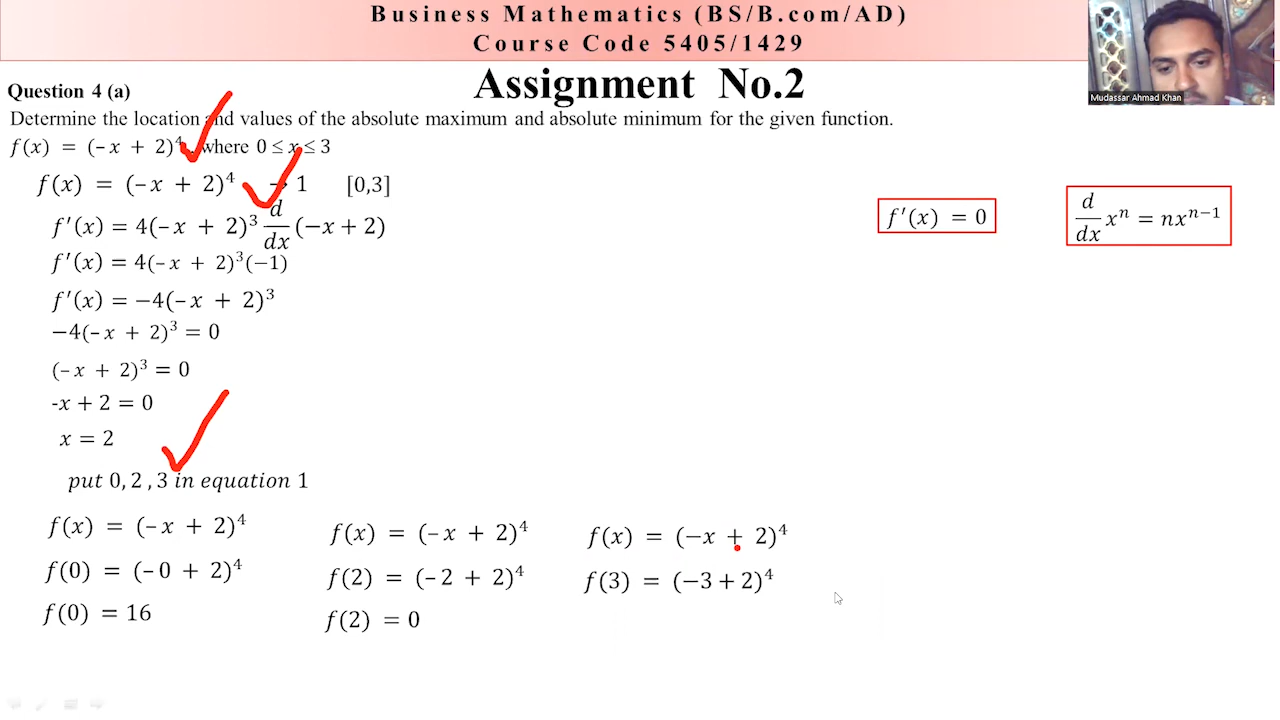 Business Mathematics (BS/B.com/AD)
Course Code 5405/1429
Mudassar Ahmad Khan
Assignment No.2
Question 4 (a)
Determine the location and values of the absolute maximum and absolute minimum for the given function.
f(x) = (−x + 2)⁴, where 0 ≤ x ≤ 3
f(x) = (−x + 2)⁴ → 1 [0,3]
f′(x) = 4(−x + 2)³ d/dx (−x + 2)
f′(x) = 0
d/dx xⁿ = nxⁿ⁻¹
f′(x) = 4(−x + 2)³(−1)
f′(x) = −4(−x + 2)³
−4(−x + 2)³ = 0
(−x + 2)³ = 0
-x + 2 = 0
x = 2
put 0, 2 , 3 in equation 1
f(x) = (−x + 2)⁴
f(0) = (−0 + 2)⁴
f(0) = 16
f(x) = (−x + 2)⁴
f(2) = (−2 + 2)⁴
f(2) = 0
f(x) = (−x + 2)⁴
f(3) = (−3 + 2)⁴